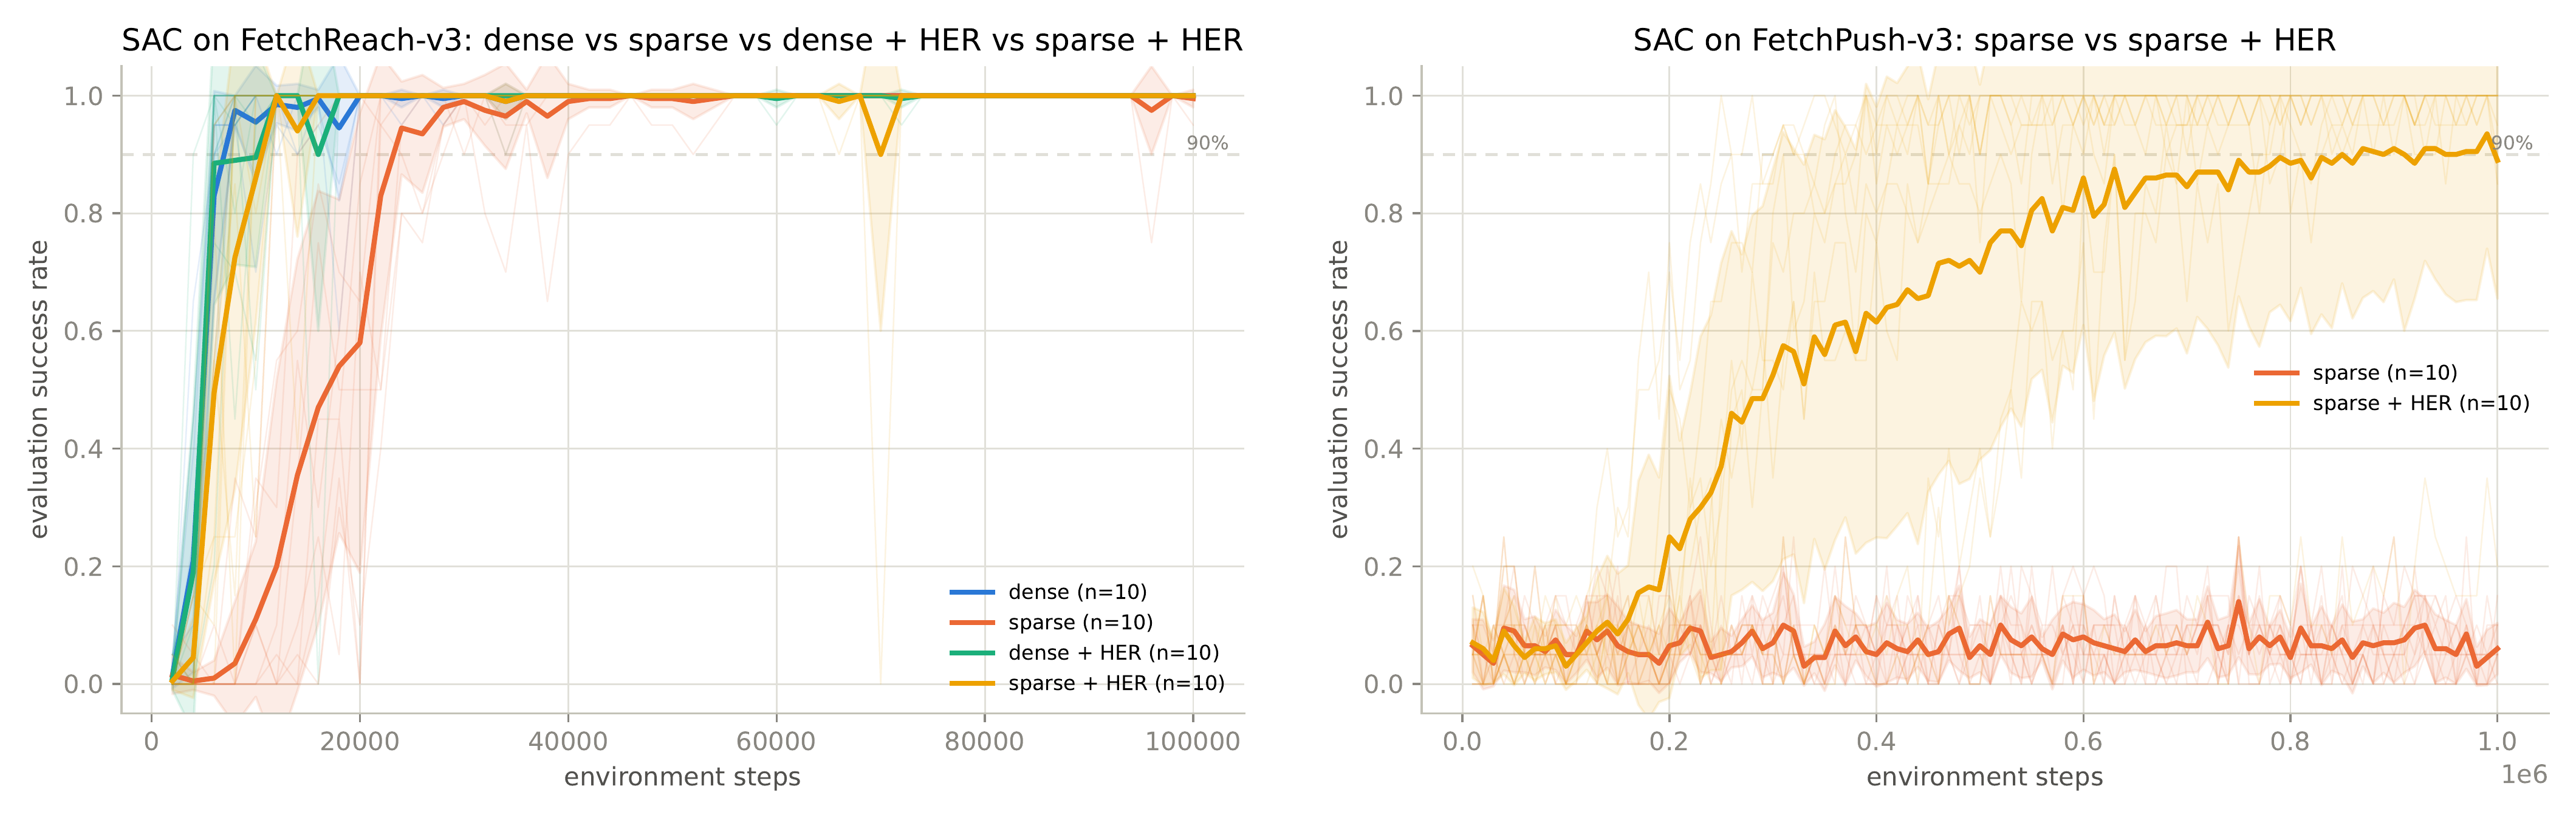 SAC on FetchReach-v3: dense vs sparse vs dense + HER vs sparse + HER
evaluation success rate
1.0
0.8
0.6
0.4
0.2
0.0
90%
dense (n=10)
sparse (n=10)
dense + HER (n=10)
sparse + HER (n=10)
0 20000 40000 60000 80000 100000
environment steps
SAC on FetchPush-v3: sparse vs sparse + HER
evaluation success rate
1.0
0.8
0.6
0.4
0.2
0.0
90%
sparse (n=10)
sparse + HER (n=10)
0.0 0.2 0.4 0.6 0.8 1.0
1e6
environment steps